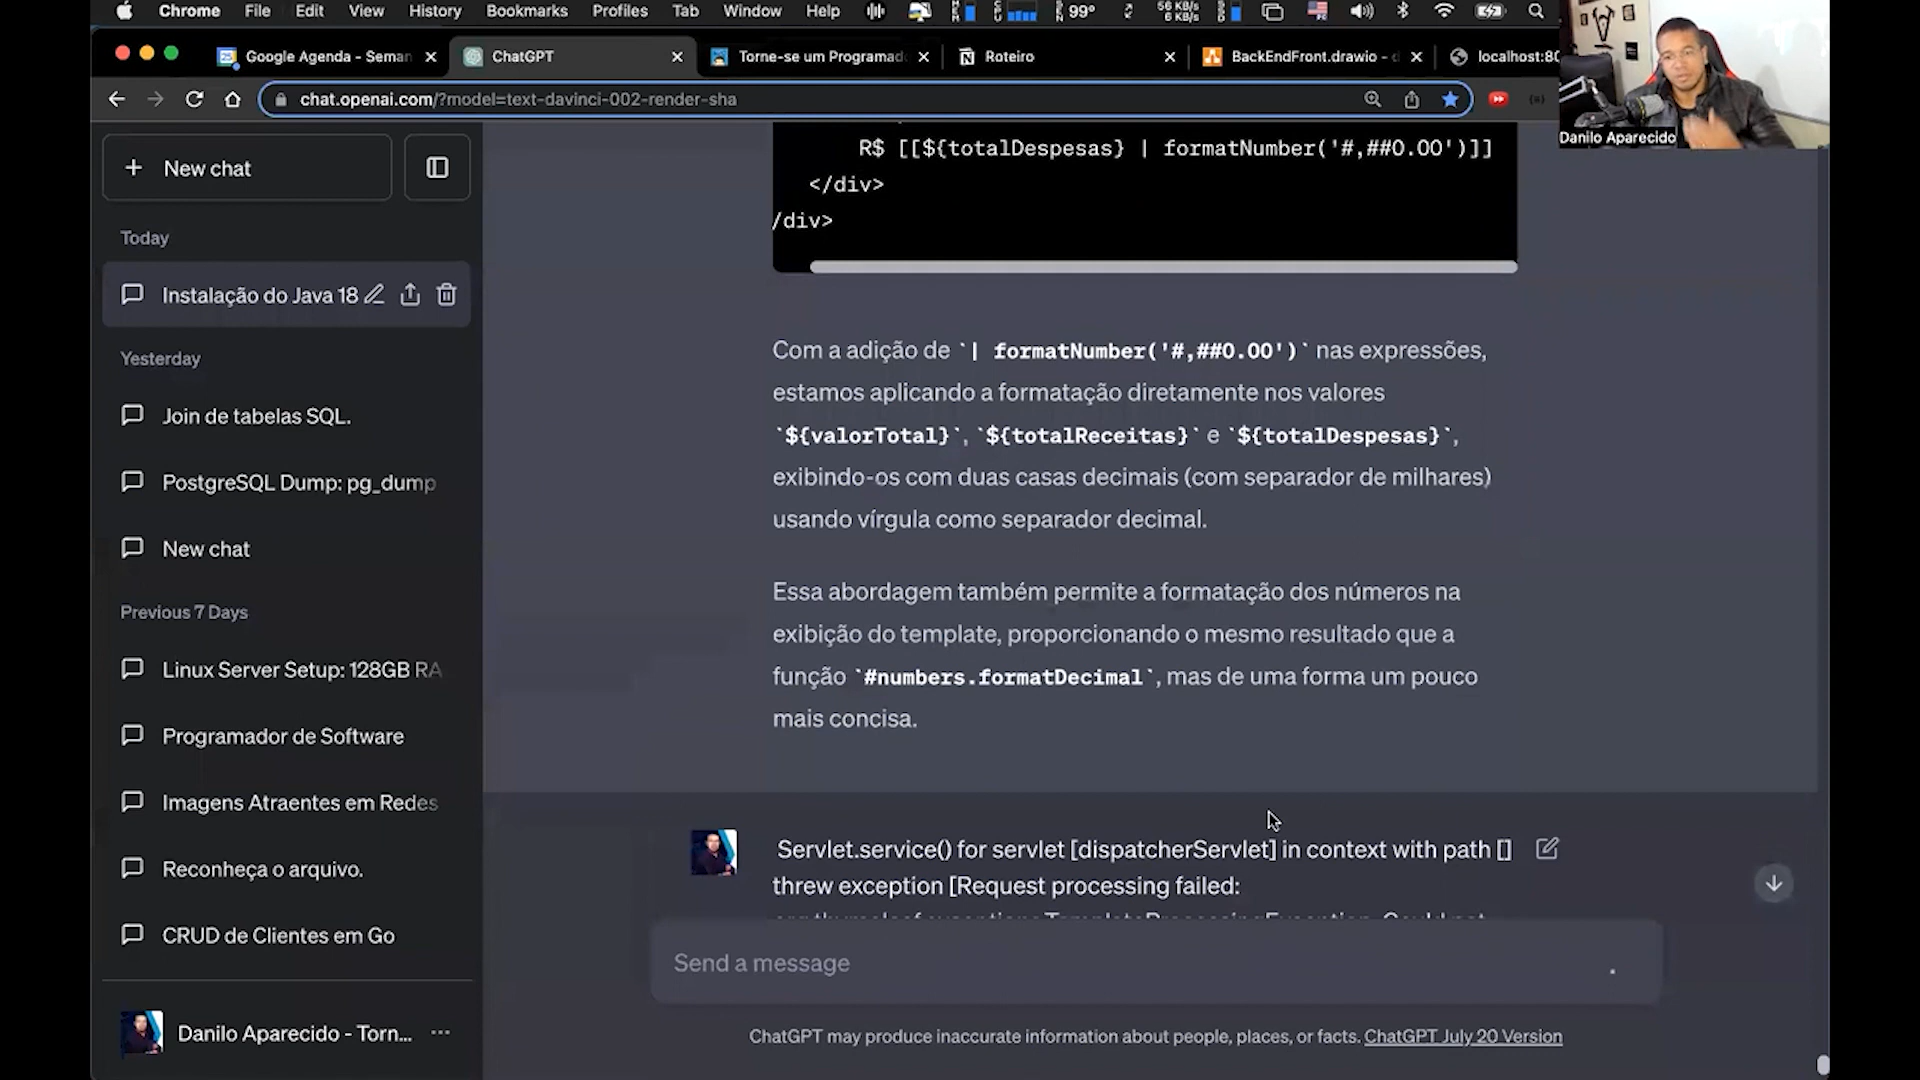 Chrome File Edit View History Bookmarks Profiles Tab Window Help 99° 56 KB/s 6 KB/s
Google Agenda - Seman ChatGPT Torne-se um Programad Roteiro BackEndFront.drawio - d localhost:80
chat.openai.com/?model=text-davinci-002-render-sha
Danilo Aparecido
New chat
Today
Instalação do Java 18
Yesterday
Join de tabelas SQL.
PostgreSQL Dump: pg_dump
New chat
Previous 7 Days
Linux Server Setup: 128GB RA
Programador de Software
Imagens Atraentes em Redes
Reconheça o arquivo.
CRUD de Clientes em Go
Danilo Aparecido - Torn...
R$ [[${totalDespesas} | formatNumber('#,##0.00')]]
</div>
/div>
Com a adição de `| formatNumber('#,##0.00')` nas expressões,
estamos aplicando a formatação diretamente nos valores
`${valorTotal}`, `${totalReceitas}` e `${totalDespesas}`,
exibindo-os com duas casas decimais (com separador de milhares)
usando vírgula como separador decimal.
Essa abordagem também permite a formatação dos números na
exibição do template, proporcionando o mesmo resultado que a
função `#numbers.formatDecimal`, mas de uma forma um pouco
mais concisa.
Servlet.service() for servlet [dispatcherServlet] in context with path []
threw exception [Request processing failed:
Send a message
ChatGPT may produce inaccurate information about people, places, or facts. ChatGPT July 20 Version